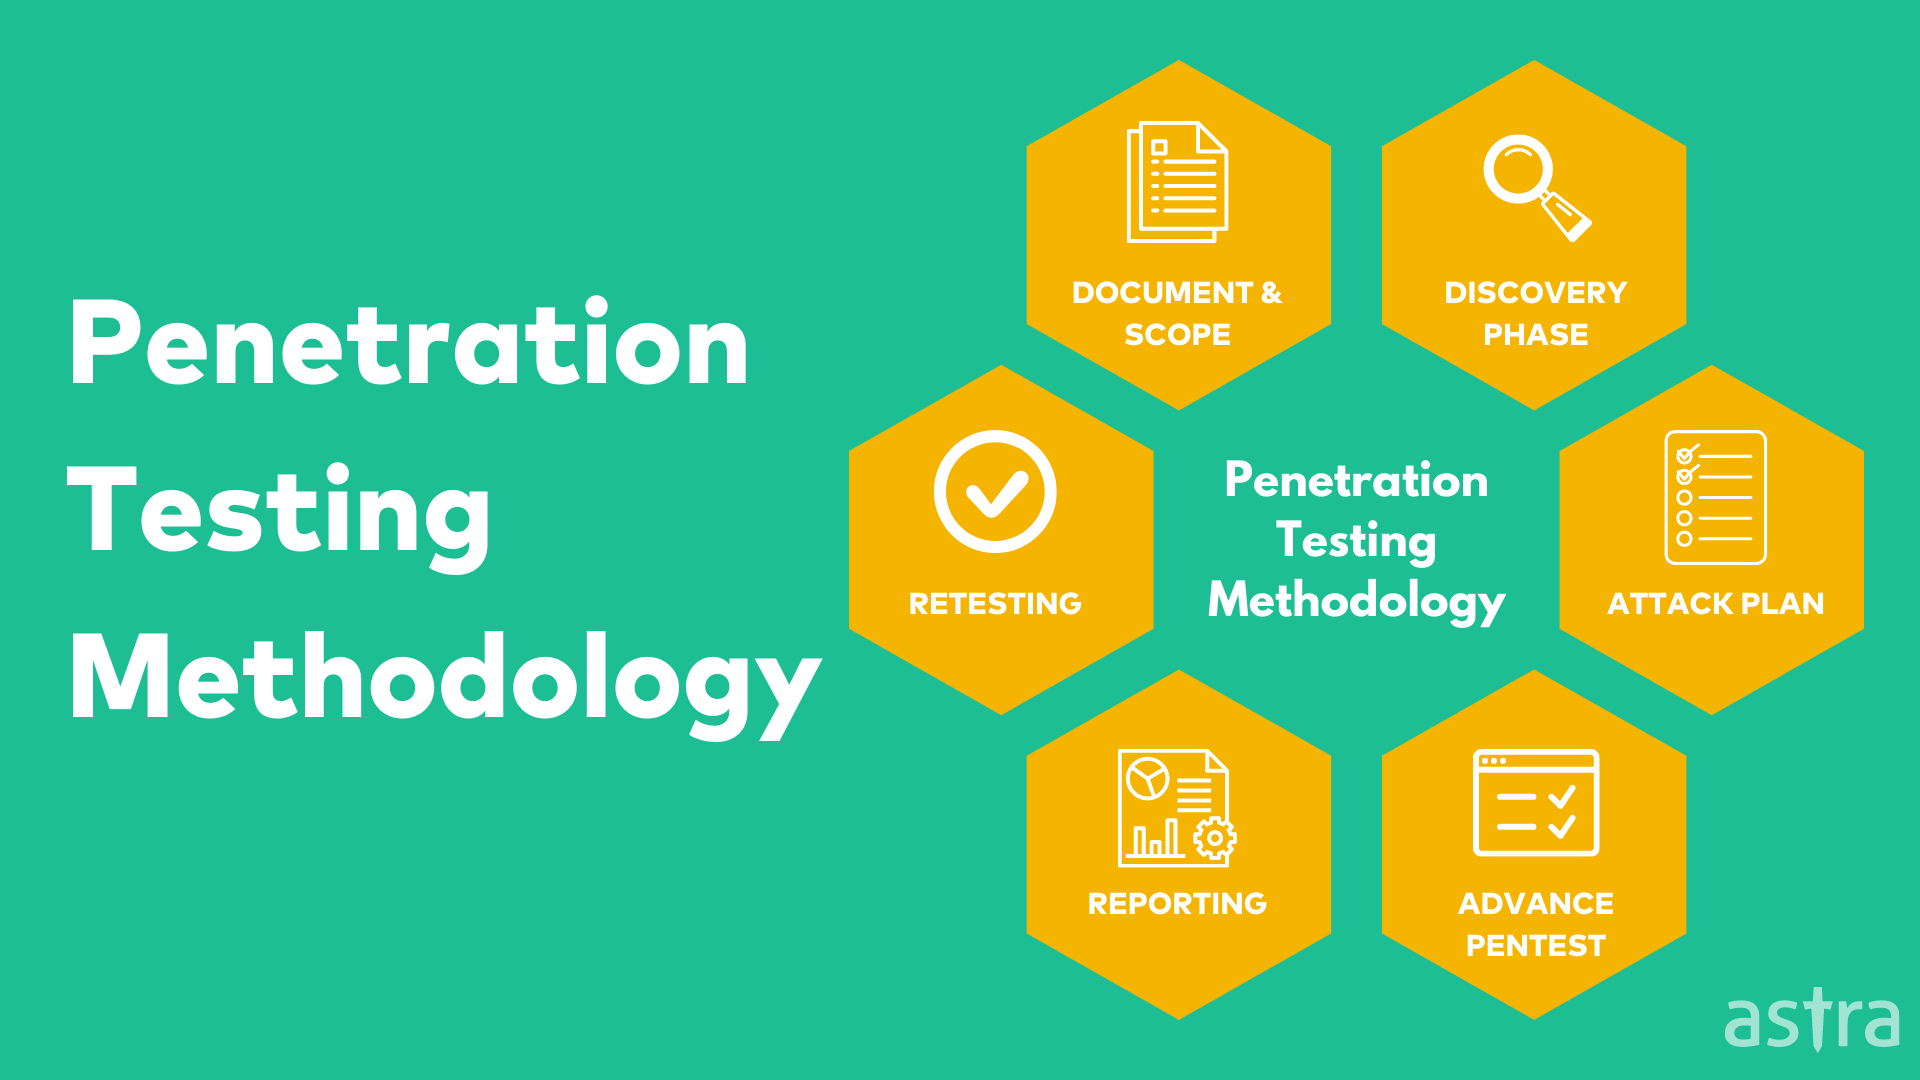 Penetration
Testing
Methodology
DOCUMENT &
SCOPE
DISCOVERY
PHASE
RETESTING
Penetration
Testing
Methodology
ATTACK PLAN
REPORTING
ADVANCE
PENTEST
astra